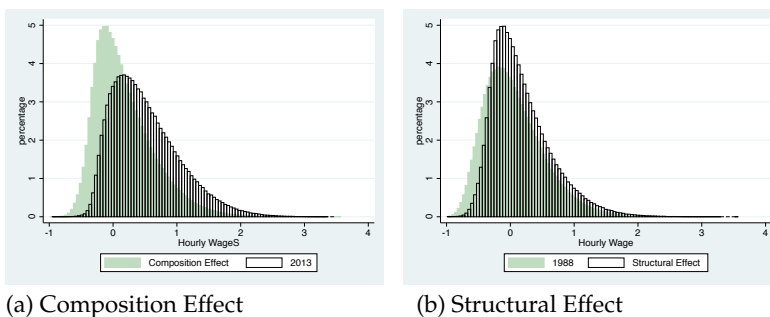 5
4
3
2
1
0
percentage
-1 0 1 2 3 4
Hourly WageS
Composition Effect 2013
(a) Composition Effect
5
4
3
2
1
0
percentage
-1 0 1 2 3 4
Hourly Wage
1988 Structural Effect
(b) Structural Effect